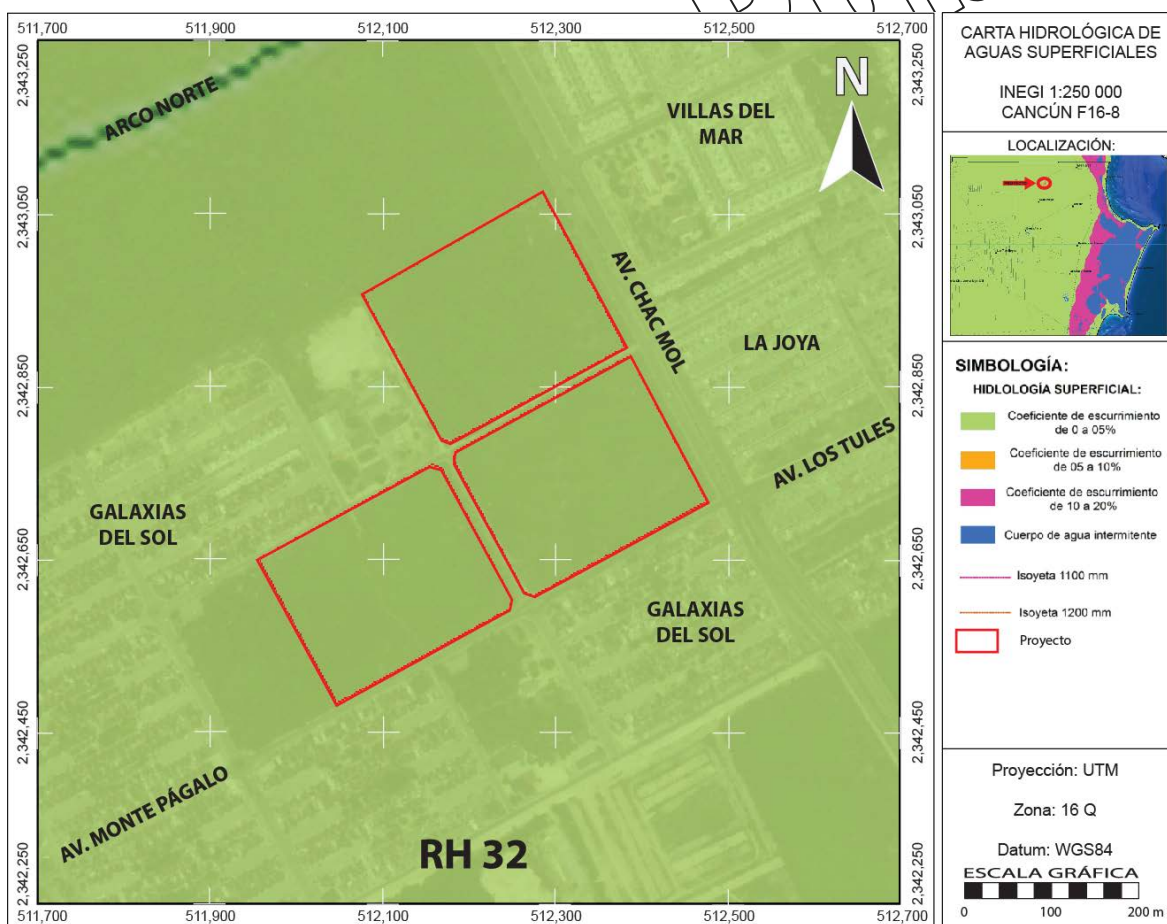 511,700
511,900
512,100
512,300
512,500
512,700
2,343,250
2,343,050
2,342,850
2,342,650
2,342,450
2,342,250
2,343,250
2,343,050
2,342,850
2,342,650
2,342,450
2,342,250
ARCO NORTE
VILLAS DEL
MAR
N
AV. CHAC MOL
LA JOYA
AV. LOS TULES
GALAXIAS
DEL SOL
GALAXIAS
DEL SOL
AV. MONTE PÁGALO
RH 32
511,700
511,900
512,100
512,300
512,500
512,700
CARTA HIDROLÓGICA DE
AGUAS SUPERFICIALES
INEGI 1:250 000
CANCÚN F16-8
LOCALIZACIÓN:
SIMBOLOGÍA:
HIDLOLOGÍA SUPERFICIAL:
Coeficiente de escurrimiento
de 0 a 05%
Coeficiente de escurrimiento
de 05 a 10%
Coeficiente de escurrimiento
de 10 a 20%
Cuerpo de agua intermitente
Isoyeta 1100 mm
Isoyeta 1200 mm
Proyecto
Proyección: UTM
Zona: 16 Q
Datum: WGS84
ESCALA GRÁFICA
0 100 200 m